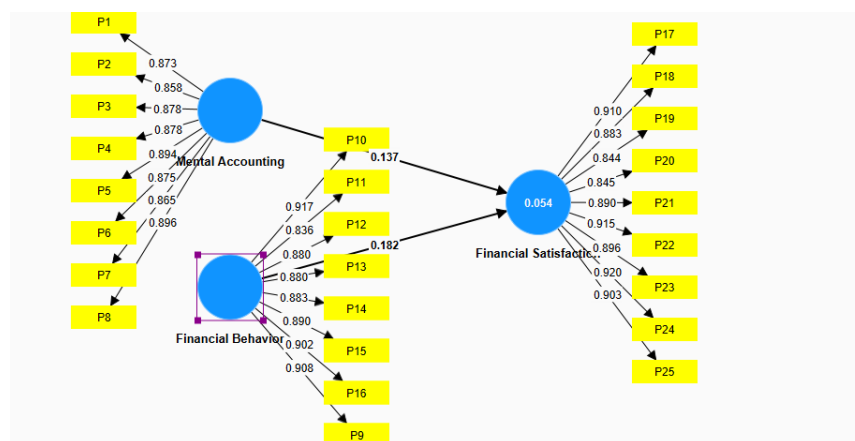 P1
P2
P3
P4
P5
P6
P7
P8
0.873
0.858
0.878
0.878
0.894
0.875
0.865
0.896
Mental Accounting
0.137
0.182
Financial Behavior
0.917
0.836
0.880
0.880
0.883
0.890
0.902
0.908
P10
P11
P12
P13
P14
P15
P16
P9
0.054
Financial Satisfactic...
0.910
0.883
0.844
0.845
0.890
0.915
0.896
0.920
0.903
P17
P18
P19
P20
P21
P22
P23
P24
P25